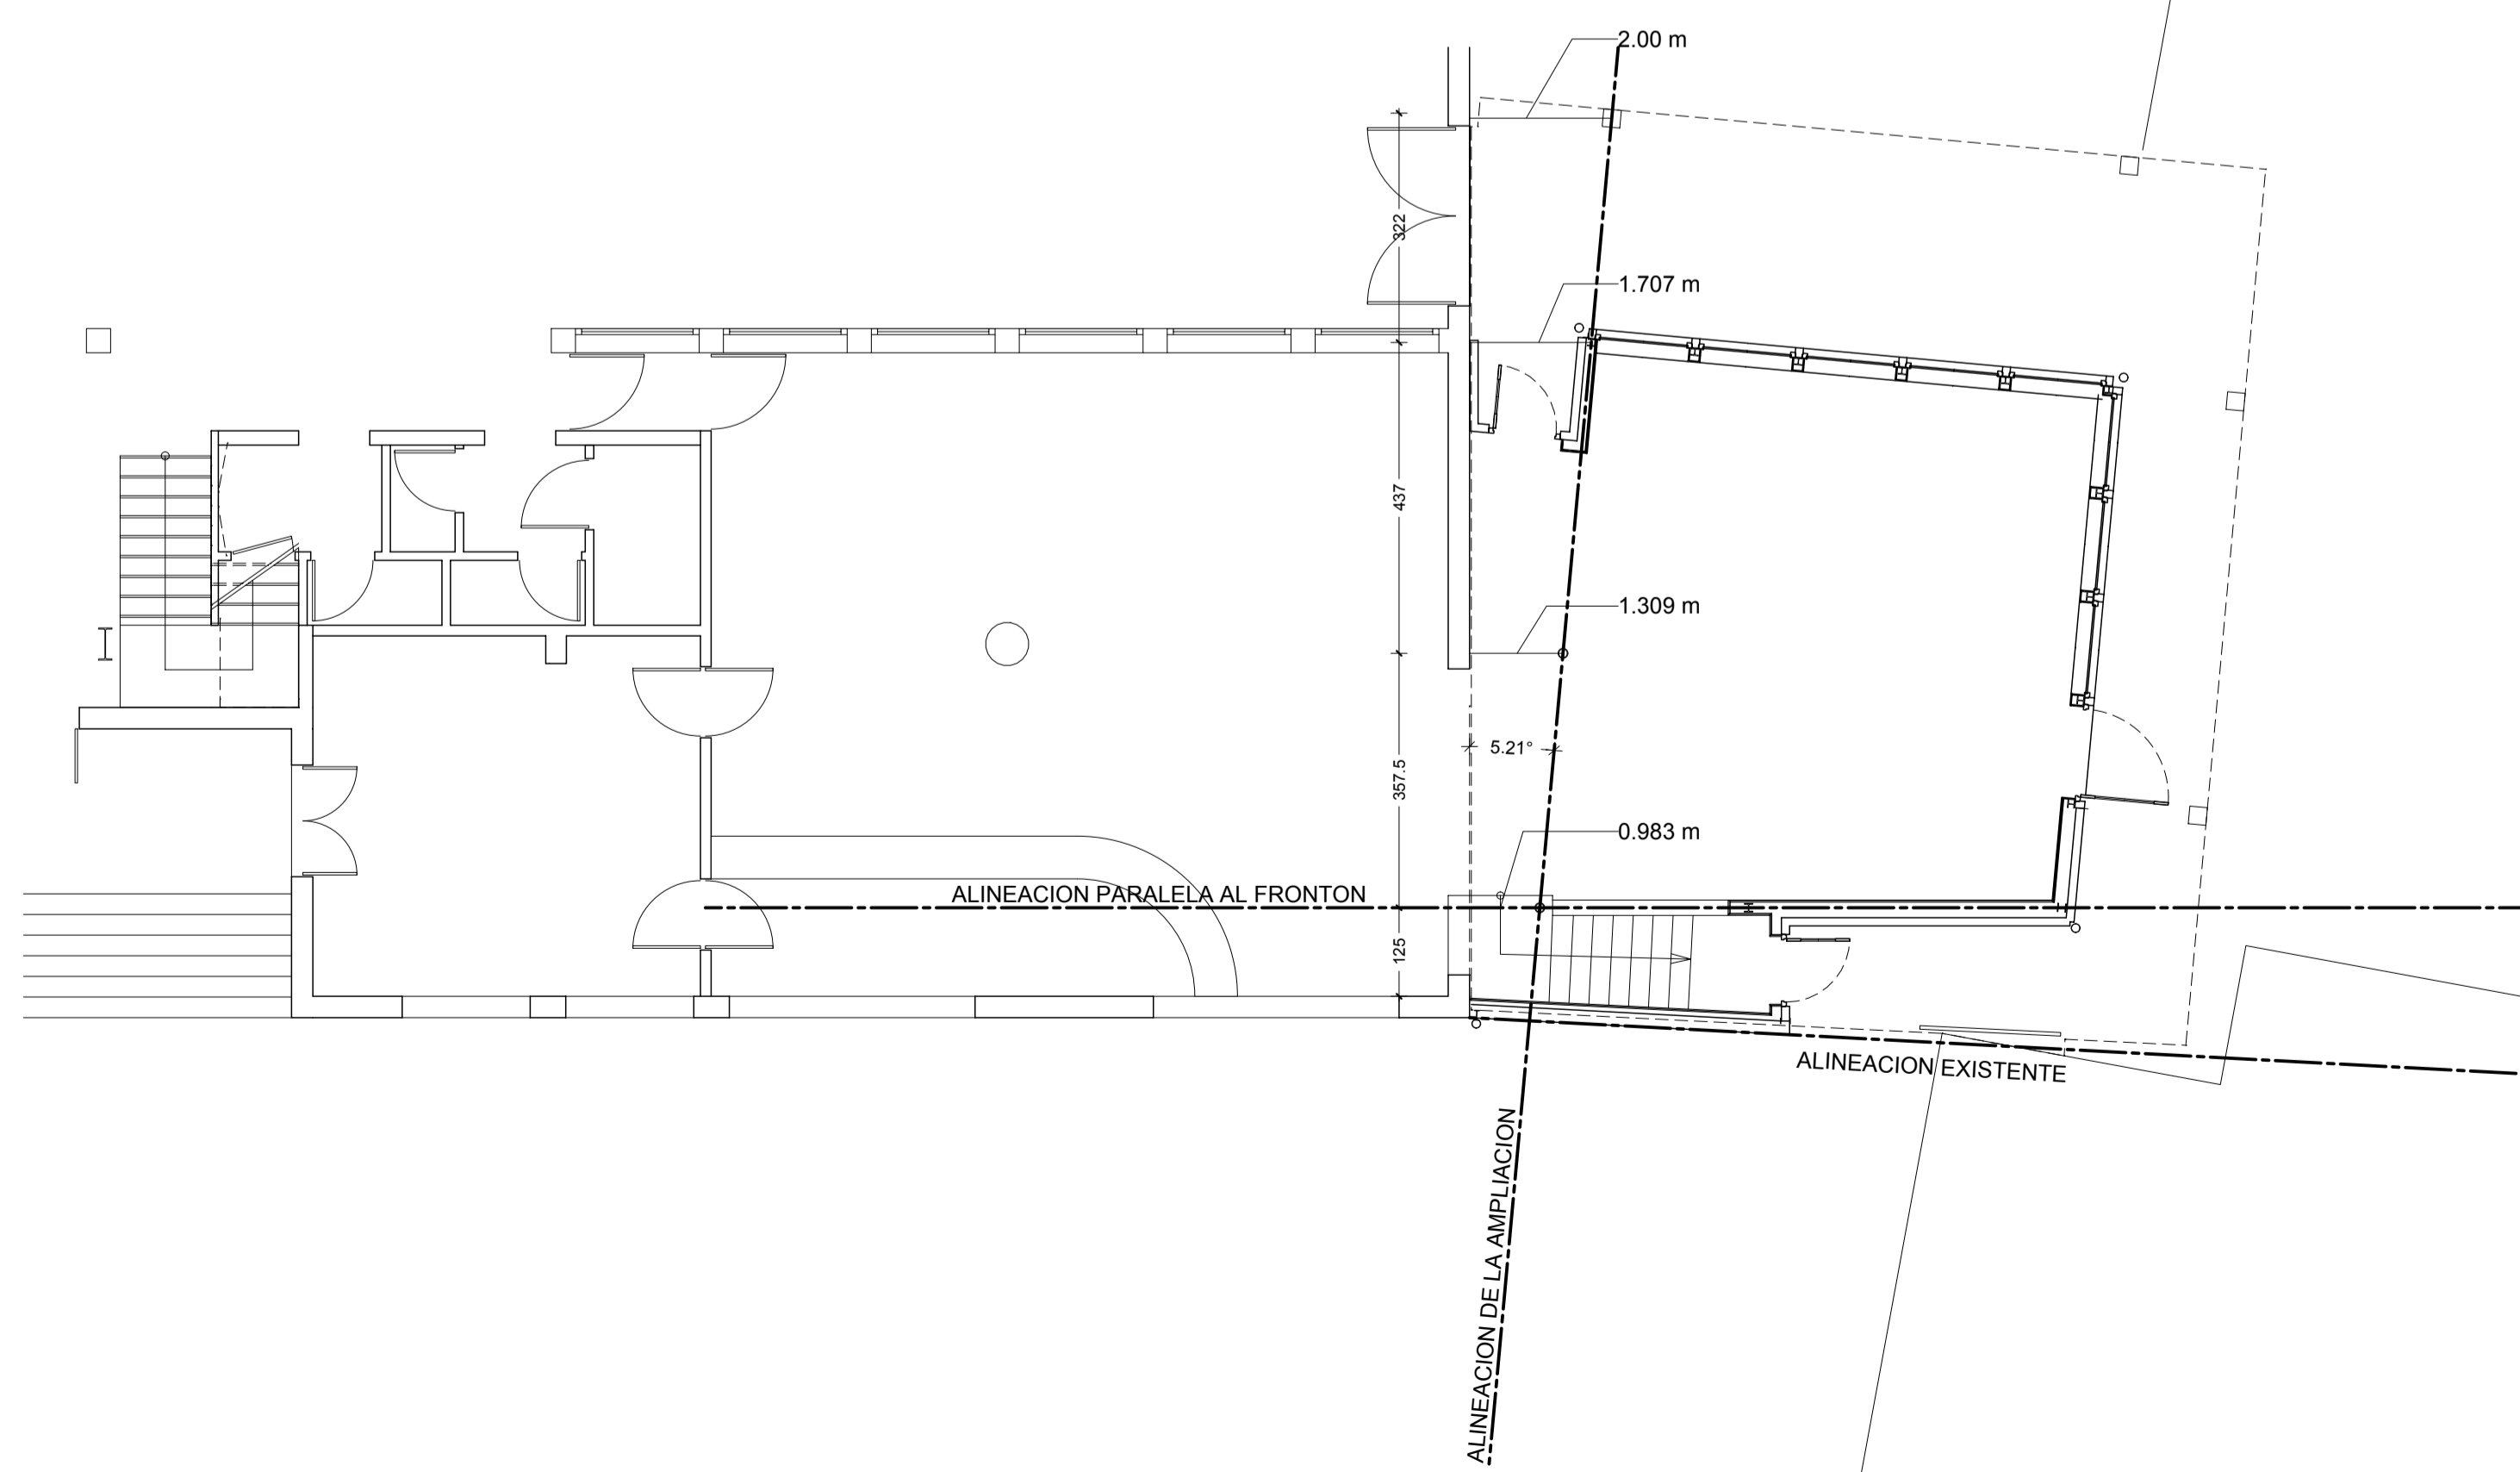 2.00 m
322
1.707 m
437
1.309 m
5.21°
357.5
0.983 m
ALINEACION PARALELA AL FRONTON
125
ALINEACION EXISTENTE
ALINEACION DE LA AMPLIACION